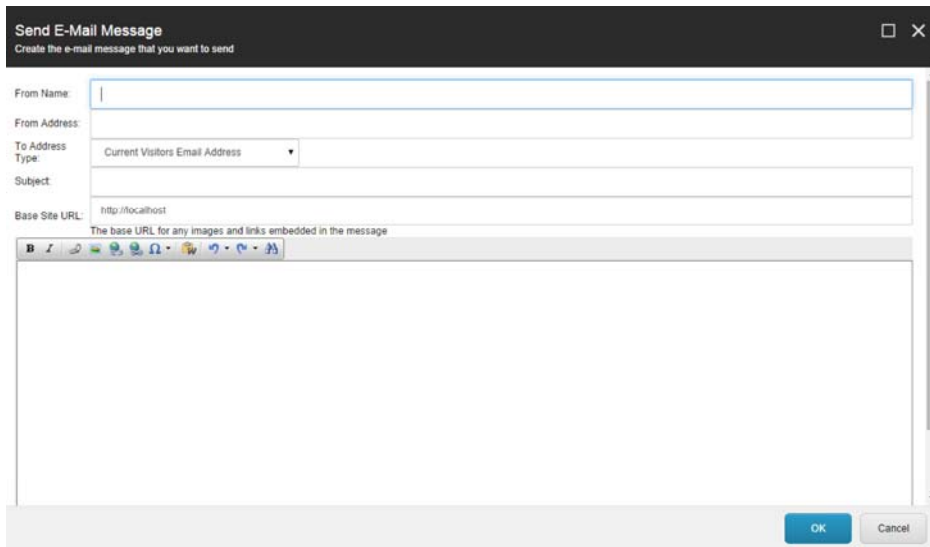 Send E-Mail Message
Create the e-mail message that you want to send
From Name:
From Address:
To Address
Type:
Current Visitors Email Address
Subject:
Base Site URL:
http://localhost
The base URL for any images and links embedded in the message
B I Ω
OK
Cancel